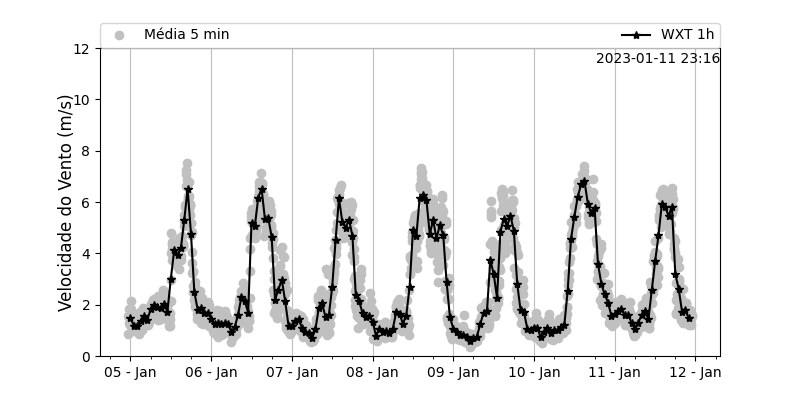 Média 5 min
WXT 1h
2023-01-11 23:16
Velocidade do Vento (m/s)
12
10
8
6
4
2
0
05 - Jan 06 - Jan 07 - Jan 08 - Jan 09 - Jan 10 - Jan 11 - Jan 12 - Jan